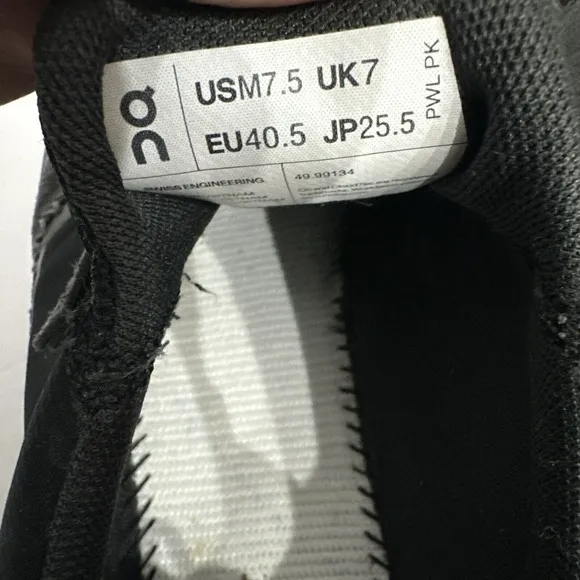 USM7.5 UK7
EU40.5 JP25.5
PWL PK
SWISS ENGINEERING
49.99134